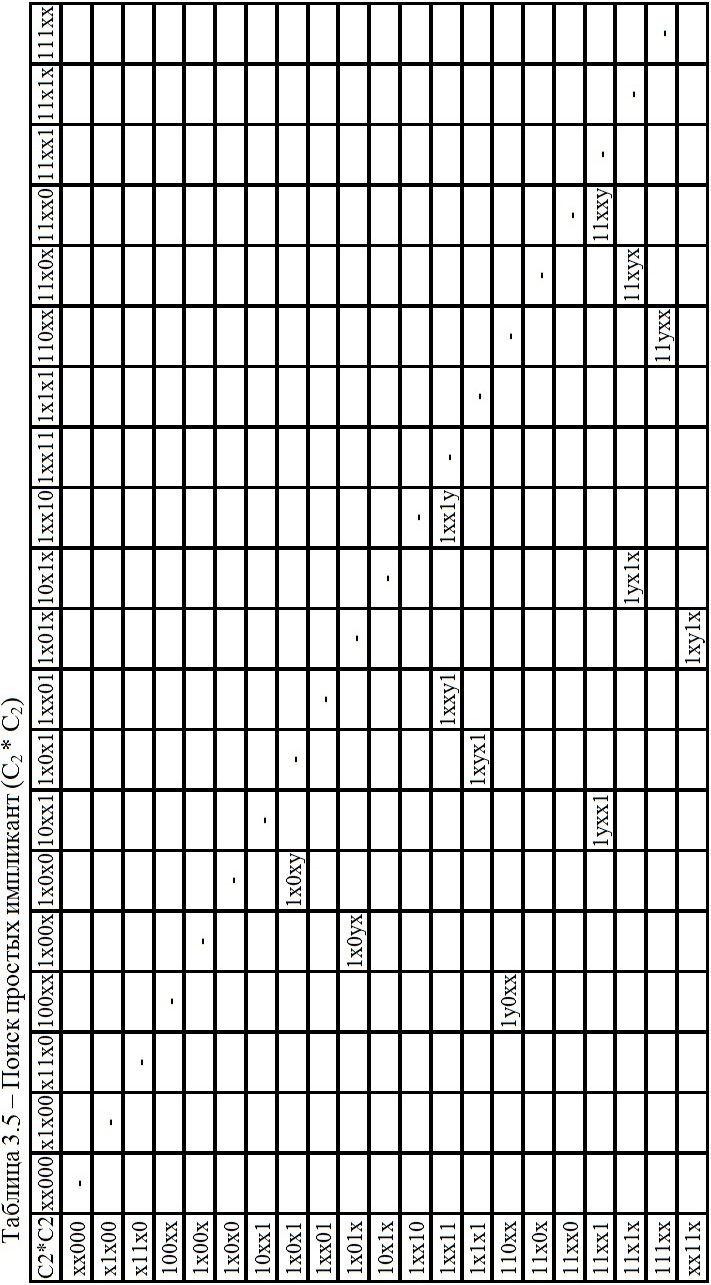 Таблица 3.5 – Поиск простых импликант (C₂ * C₂)
C2*C2 xx000 x1x00 x11x0 100xx 1x00x 1x0x0 10xx1 1x0x1 1xx01 1x01x 10x1x 1xx10 1xx11 1x1x1 110xx 11x0x 11xx0 11xx1 11x1x 111xx
xx000 -
x1x00 -
x11x0 -
100xx -
1x00x -
1x0x0 -
10xx1 -
1x0x1 1x0xy -
1xx01 -
1x01x 1x0yx -
10x1x -
1xx10 -
1xx11 1xxy1 1xx1y -
1x1x1 1xyx1 -
110xx 1y0xx -
11x0x -
11xx0 -
11xx1 1yxx1 11xxy -
11x1x 1yx1x 11xyx -
111xx 11yxx -
xx11x 1xy1x